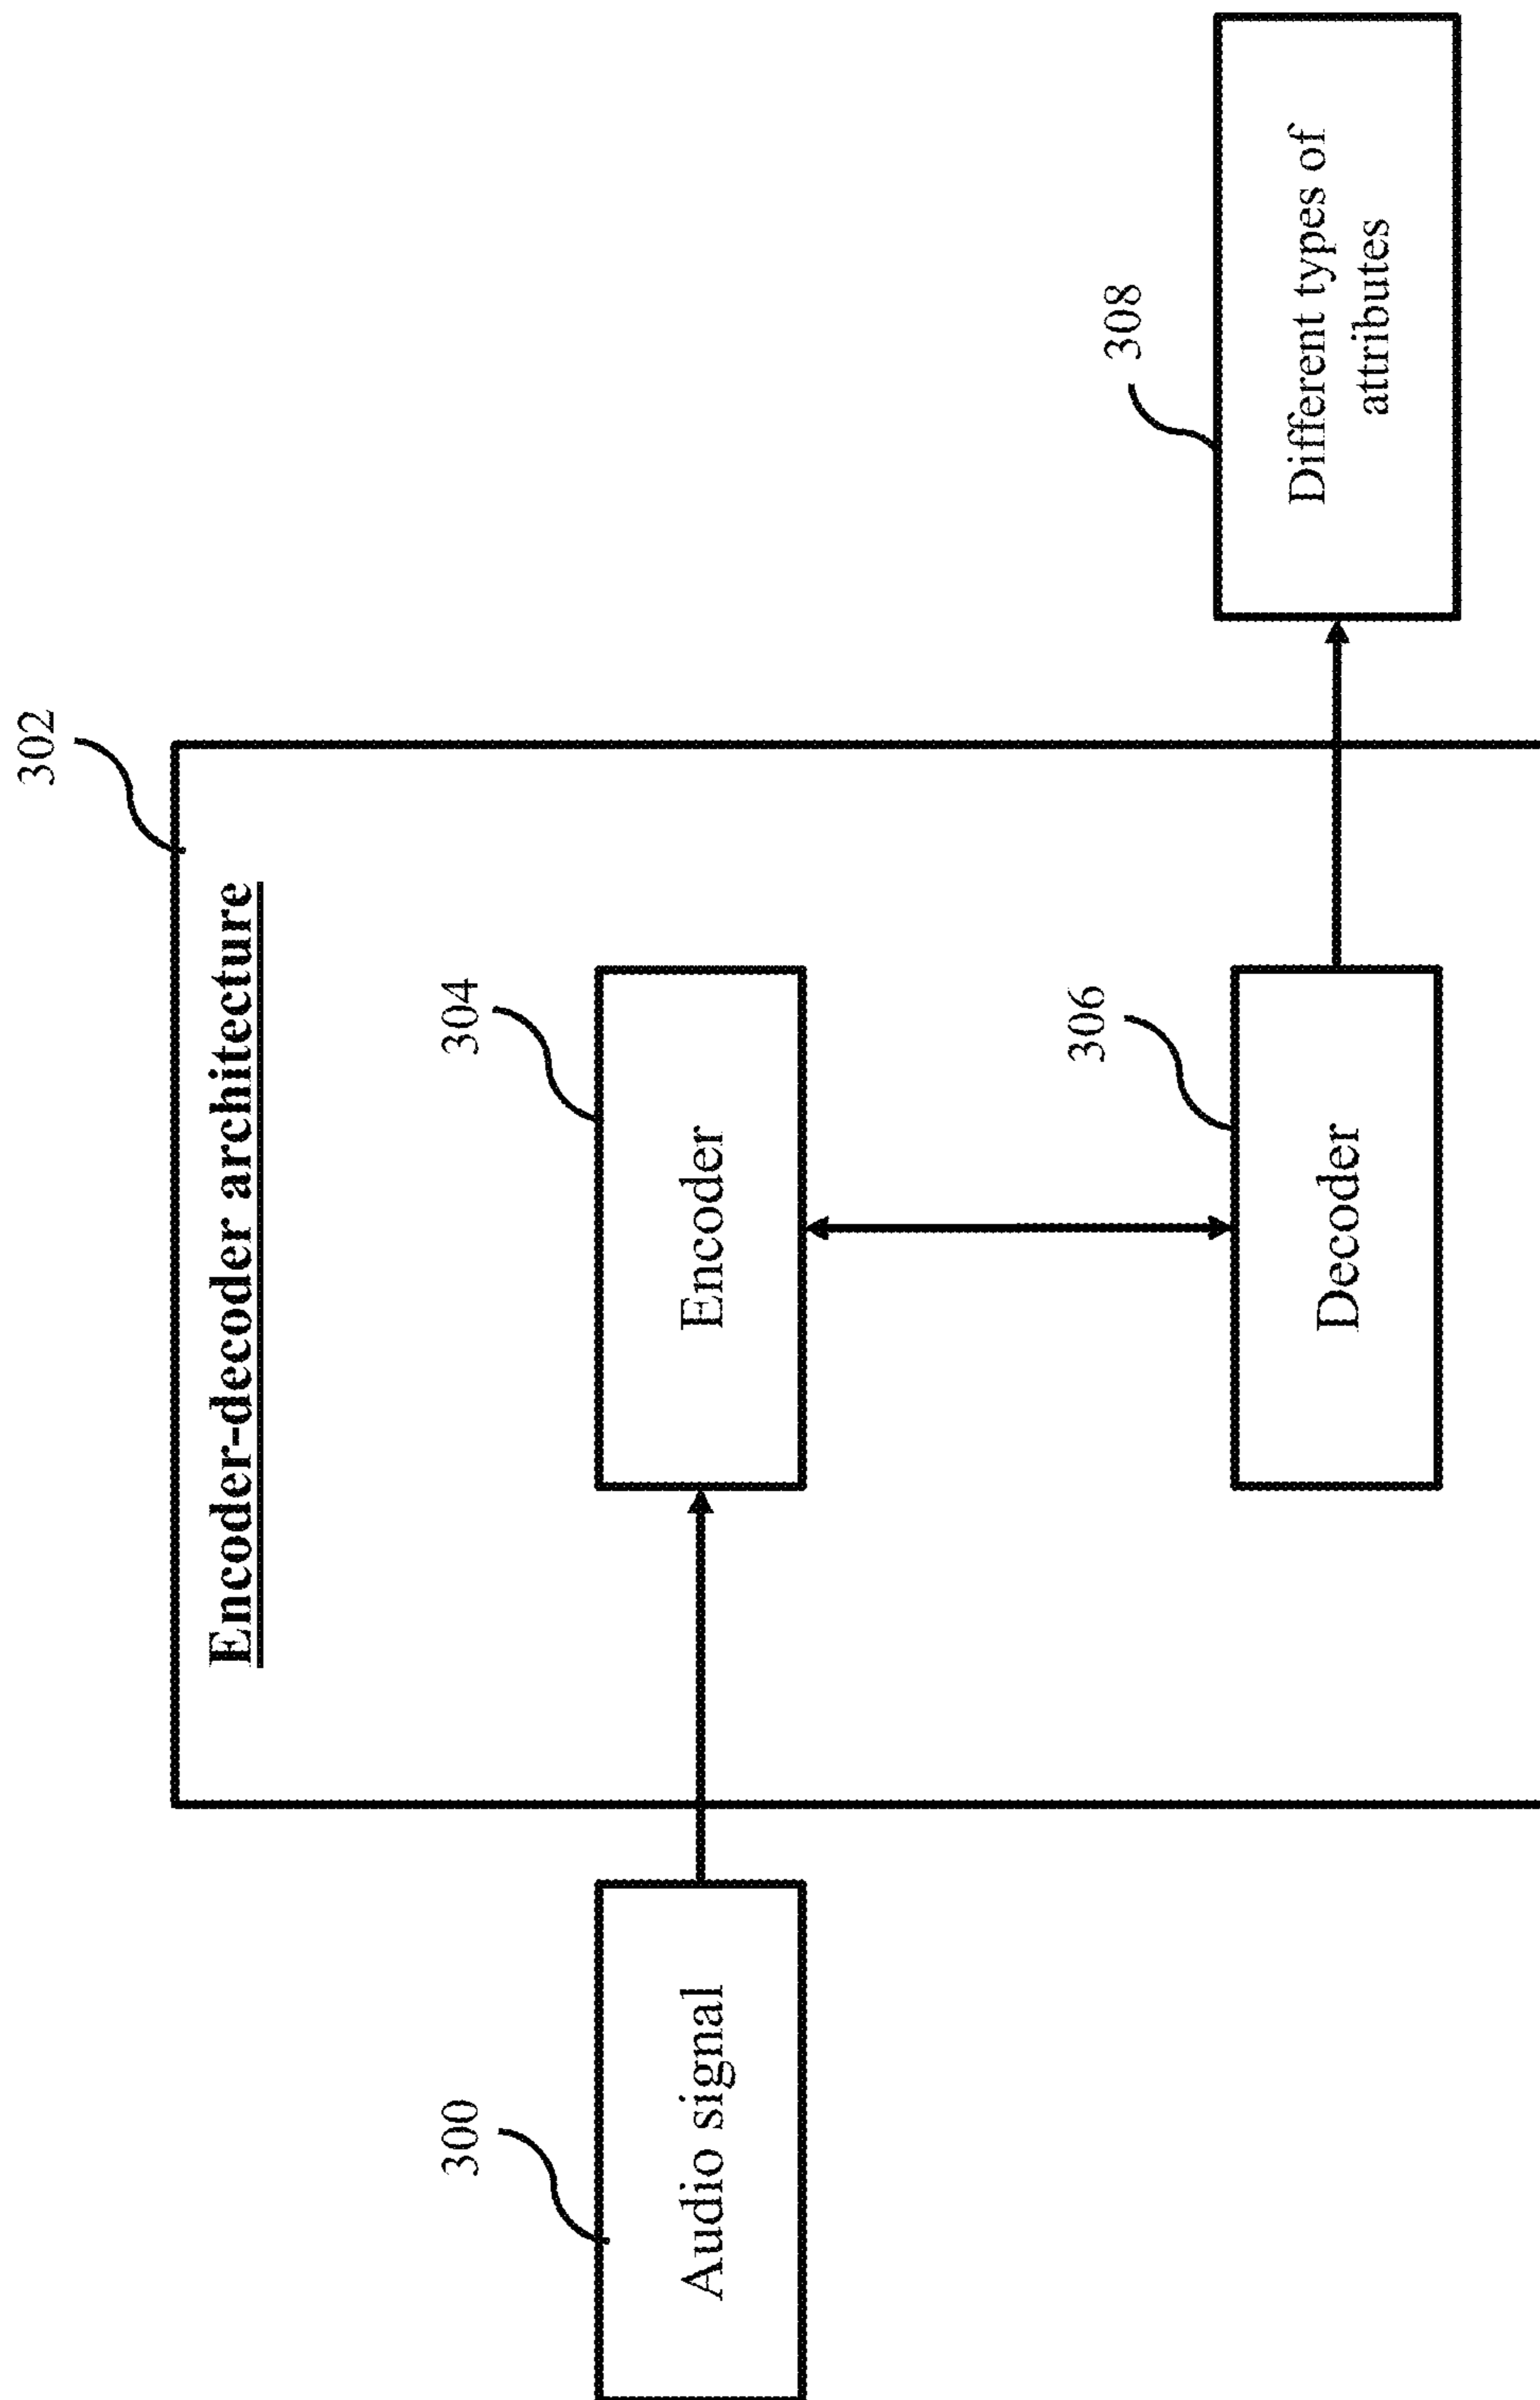 302
Encoder-decoder architecture
300
Audio signal
304
Encoder
306
Decoder
308
Different types of
attributes